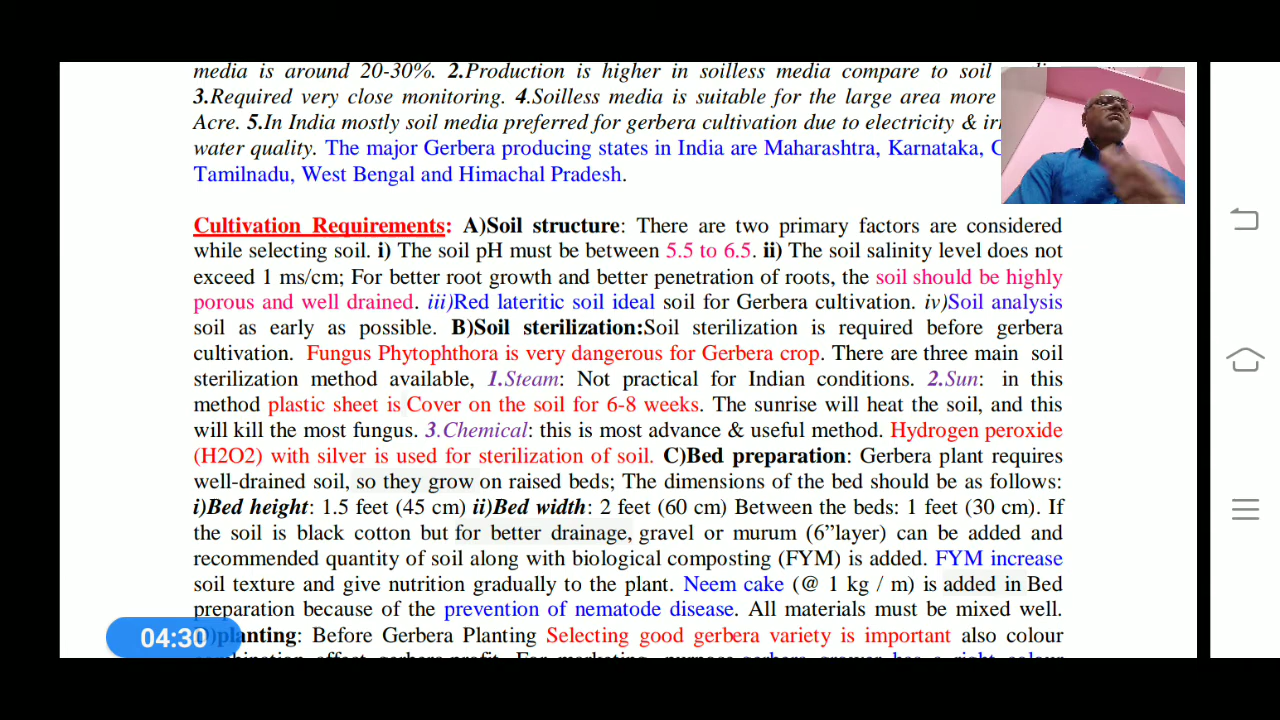 media is around 20-30%. 2.Production is higher in soilless media compare to soil
3.Required very close monitoring. 4.Soilless media is suitable for the large area more
Acre. 5.In India mostly soil media preferred for gerbera cultivation due to electricity &
water quality. The major Gerbera producing states in India are Maharashtra, Karnataka,
Tamilnadu, West Bengal and Himachal Pradesh.
Cultivation Requirements: A)Soil structure: There are two primary factors are considered
while selecting soil. i) The soil pH must be between 5.5 to 6.5. ii) The soil salinity level does not
exceed 1 ms/cm; For better root growth and better penetration of roots, the soil should be highly
porous and well drained. iii)Red lateritic soil ideal soil for Gerbera cultivation. iv)Soil analysis
soil as early as possible. B)Soil sterilization:Soil sterilization is required before gerbera
cultivation. Fungus Phytophthora is very dangerous for Gerbera crop. There are three main soil
sterilization method available, 1.Steam: Not practical for Indian conditions. 2.Sun: in this
method plastic sheet is Cover on the soil for 6-8 weeks. The sunrise will heat the soil, and this
will kill the most fungus. 3.Chemical: this is most advance & useful method. Hydrogen peroxide
(H2O2) with silver is used for sterilization of soil. C)Bed preparation: Gerbera plant requires
well-drained soil, so they grow on raised beds; The dimensions of the bed should be as follows:
i)Bed height: 1.5 feet (45 cm) ii)Bed width: 2 feet (60 cm) Between the beds: 1 feet (30 cm). If
the soil is black cotton but for better drainage, gravel or murum (6”layer) can be added and
recommended quantity of soil along with biological composting (FYM) is added. FYM increase
soil texture and give nutrition gradually to the plant. Neem cake (@ 1 kg / m) is added in Bed
preparation because of the prevention of nematode disease. All materials must be mixed well.
planting: Before Gerbera Planting Selecting good gerbera variety is important also colour
04:30